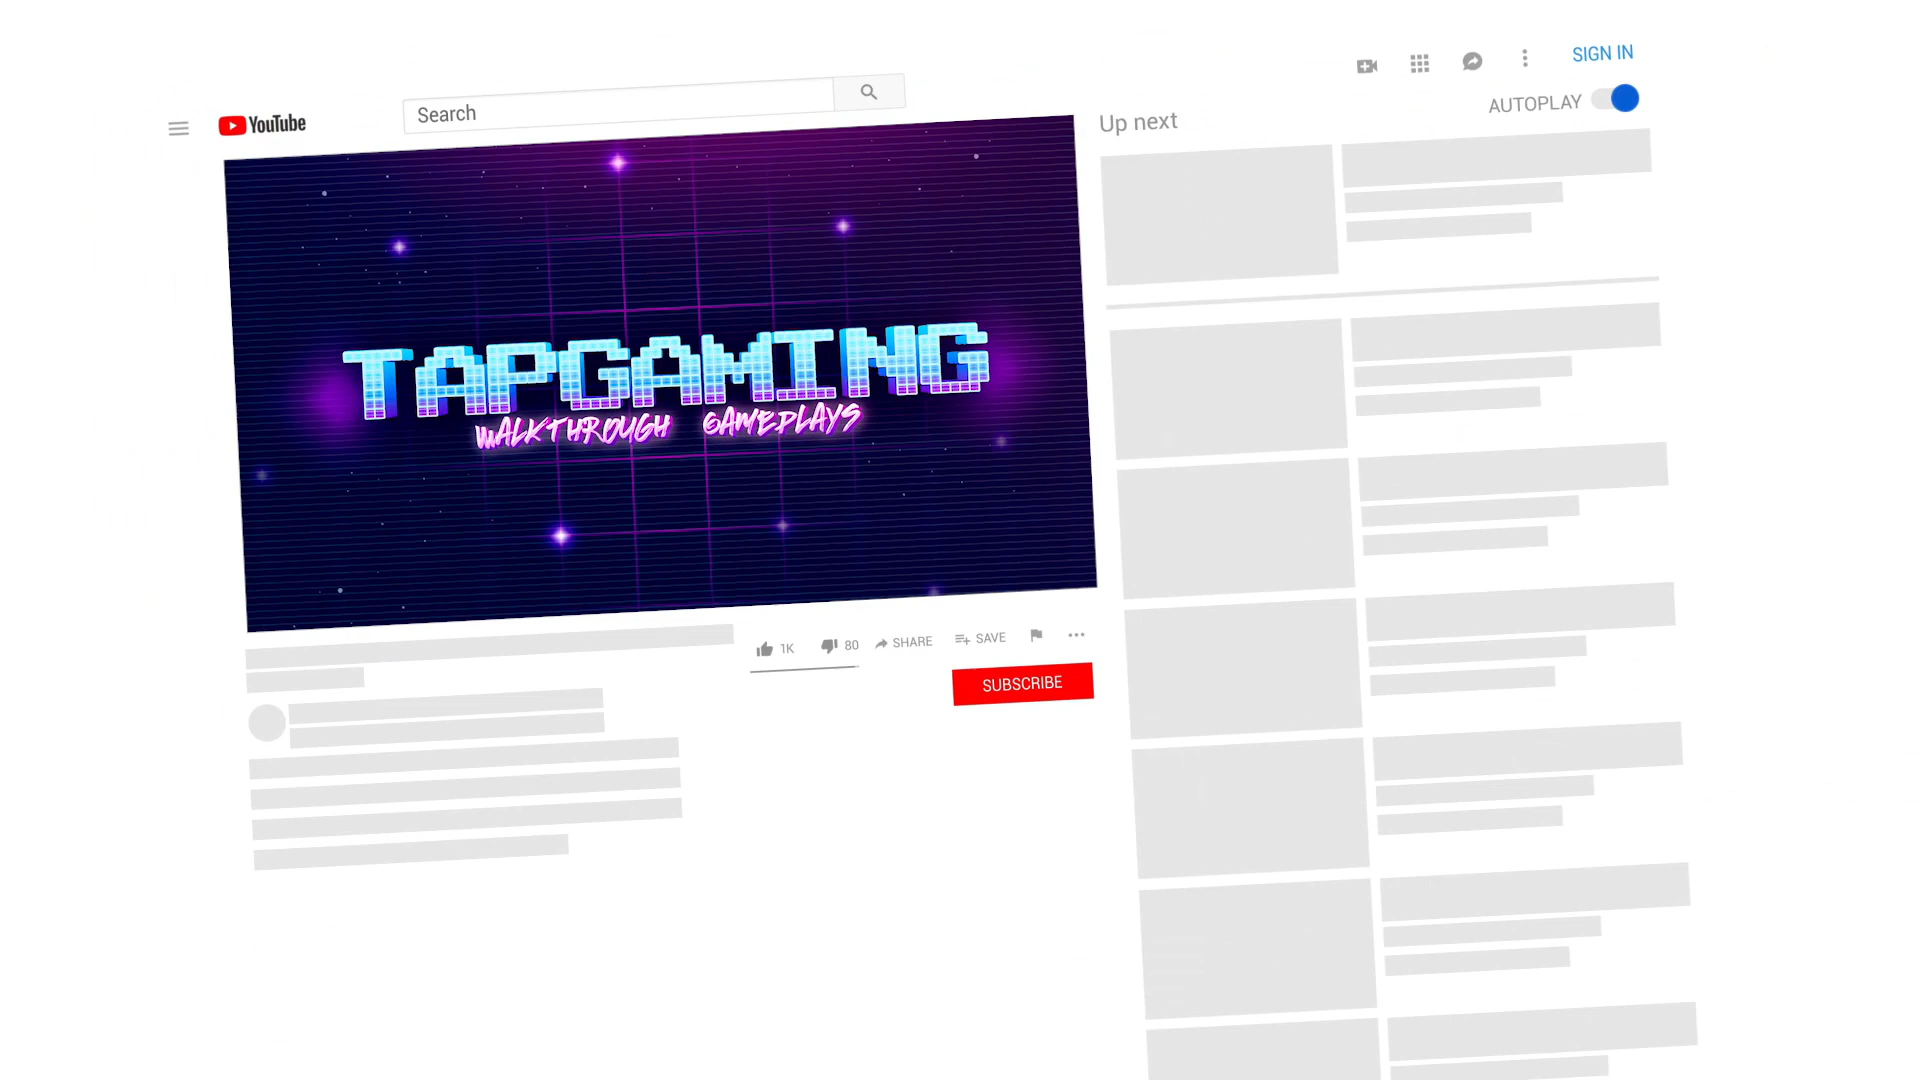 SIGN IN
YouTube
Search
AUTOPLAY
Up next
TAPGAMING
WALKTHROUGH GAMEPLAYS
1K 80 SHARE SAVE
SUBSCRIBE